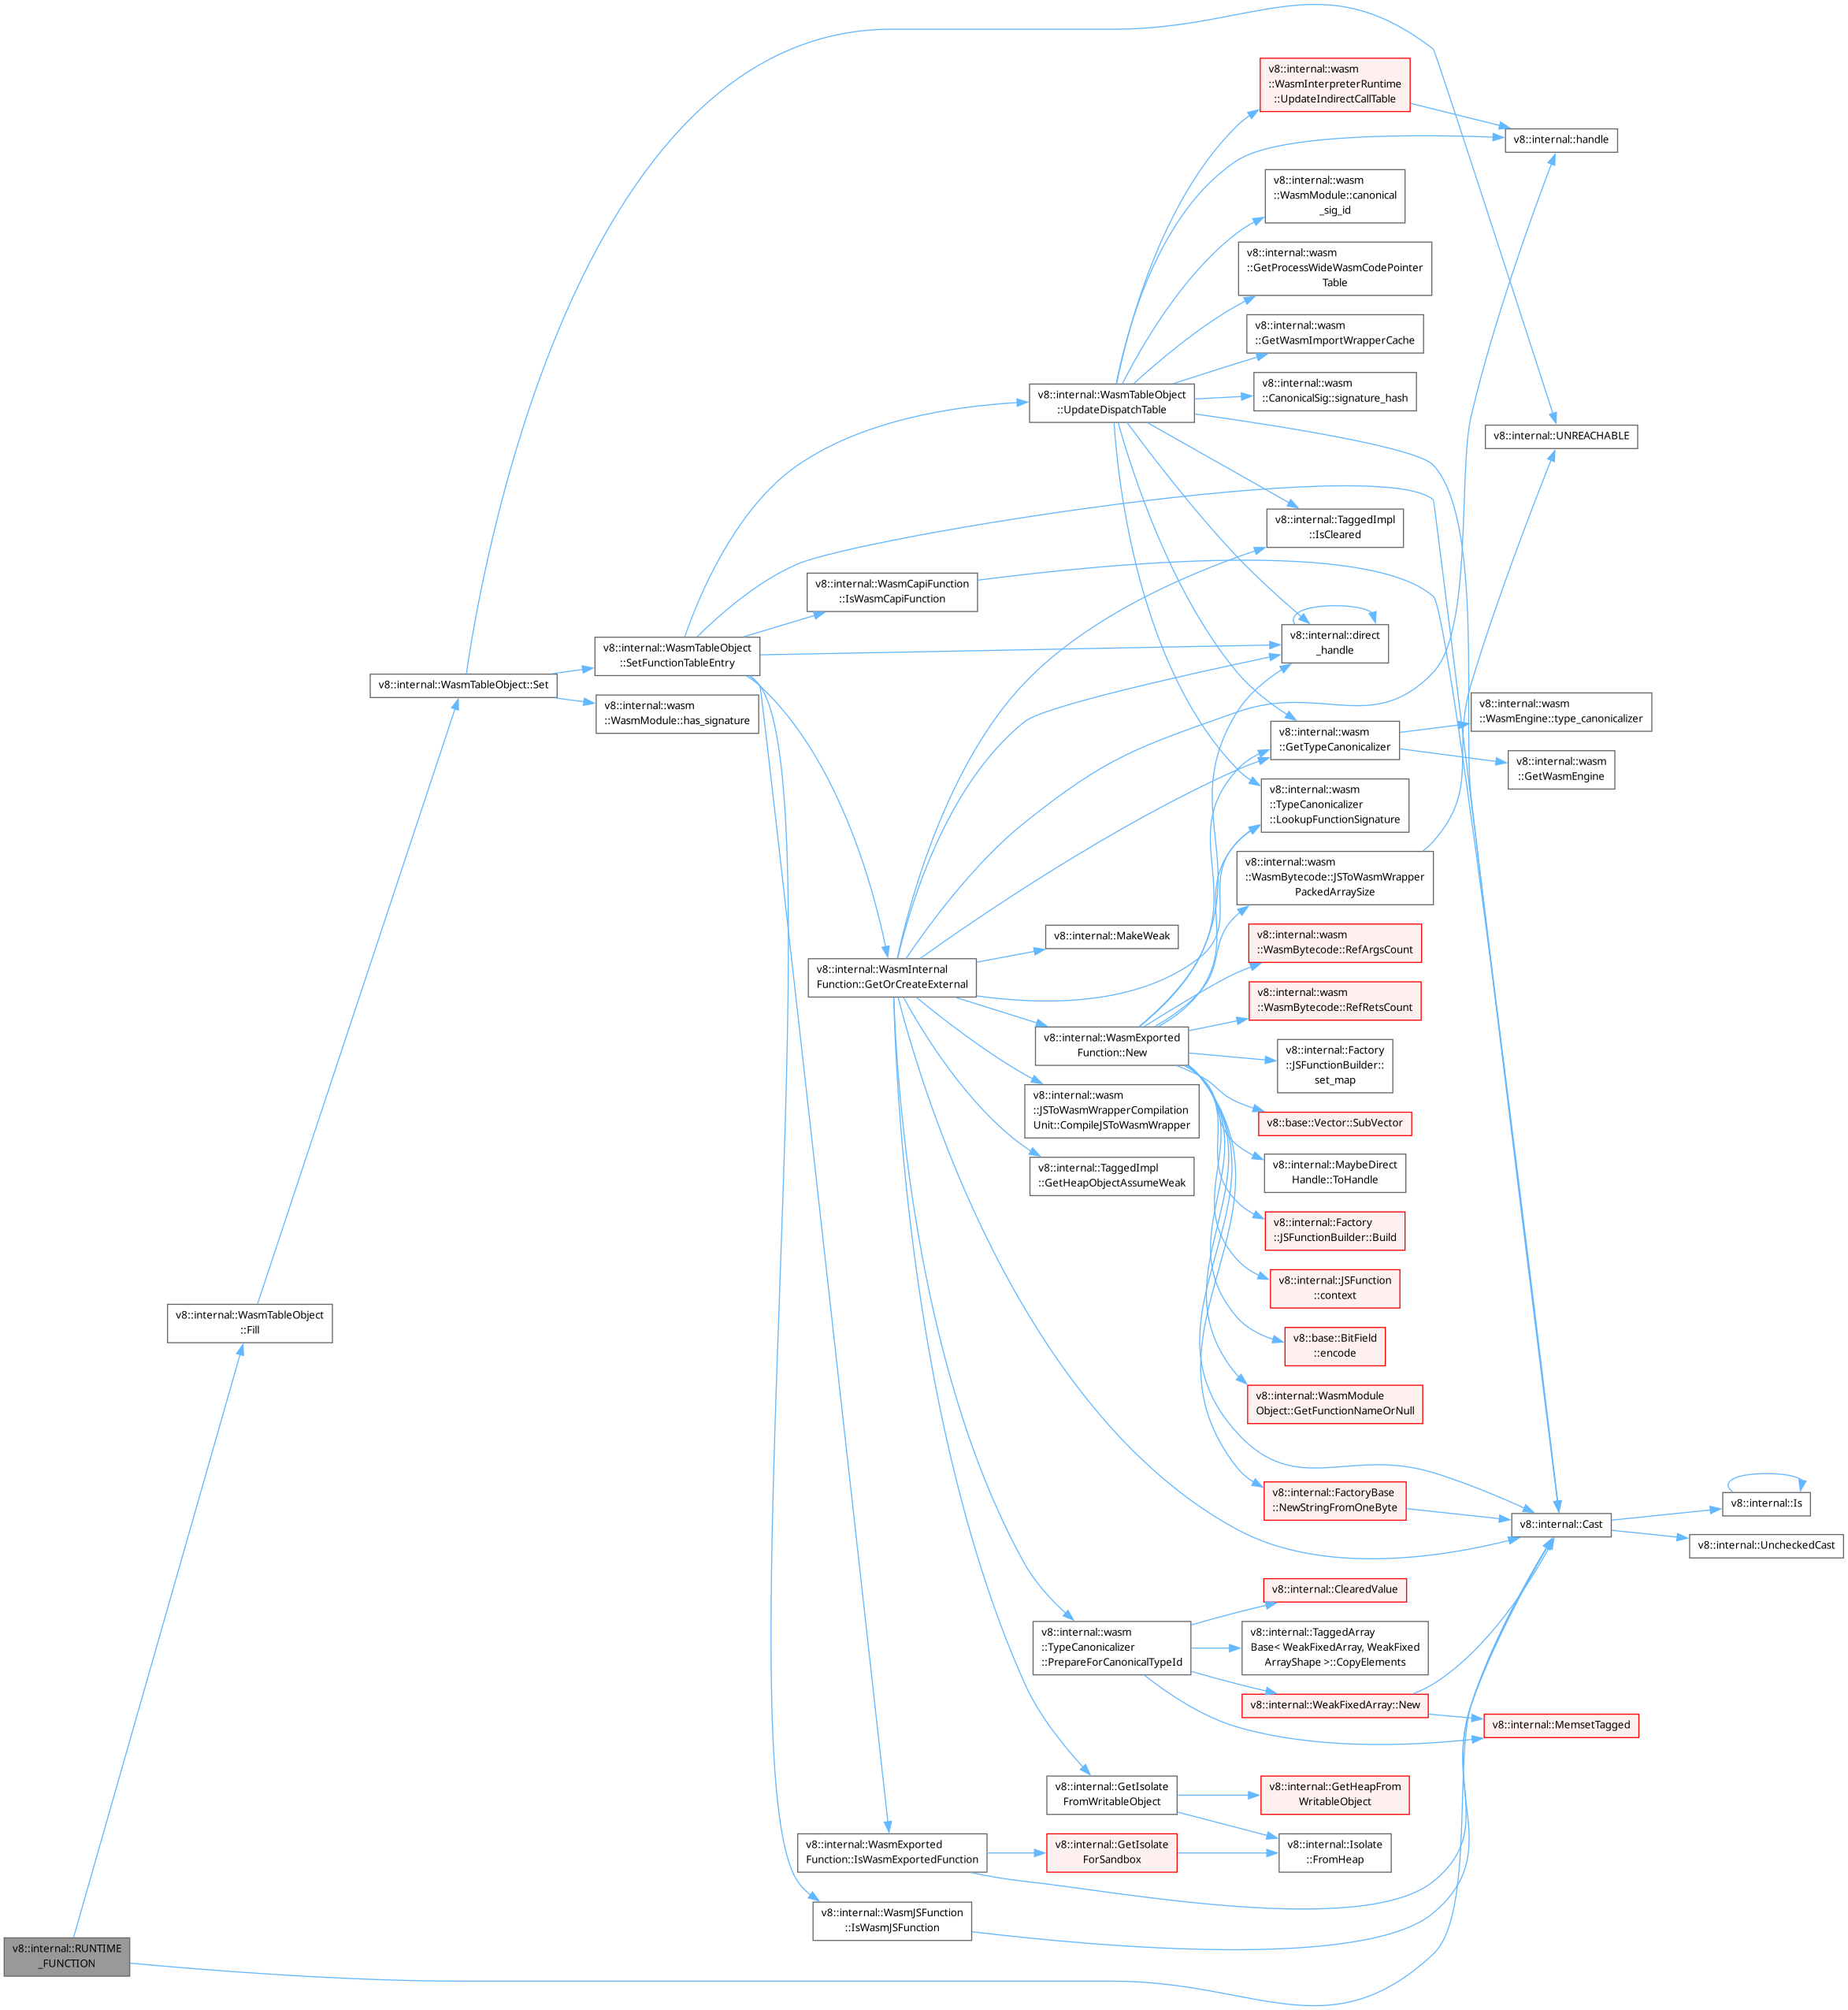 v8::internal::wasm
::WasmInterpreterRuntime
::UpdateIndirectCallTable
v8::internal::handle
v8::internal::wasm
::WasmModule::canonical
_sig_id
v8::internal::wasm
::GetProcessWideWasmCodePointer
Table
v8::internal::wasm
::GetWasmImportWrapperCache
v8::internal::WasmTableObject
::UpdateDispatchTable
v8::internal::wasm
::CanonicalSig::signature_hash
v8::internal::UNREACHABLE
v8::internal::TaggedImpl
::IsCleared
v8::internal::WasmCapiFunction
::IsWasmCapiFunction
v8::internal::direct
_handle
v8::internal::WasmTableObject
::SetFunctionTableEntry
v8::internal::WasmTableObject::Set
v8::internal::wasm
::WasmModule::has_signature
v8::internal::wasm
::WasmEngine::type_canonicalizer
v8::internal::wasm
::GetTypeCanonicalizer
v8::internal::wasm
::GetWasmEngine
v8::internal::wasm
::TypeCanonicalizer
::LookupFunctionSignature
v8::internal::wasm
::WasmBytecode::JSToWasmWrapper
PackedArraySize
v8::internal::MakeWeak
v8::internal::wasm
::WasmBytecode::RefArgsCount
v8::internal::WasmInternal
Function::GetOrCreateExternal
v8::internal::wasm
::WasmBytecode::RefRetsCount
v8::internal::WasmExported
Function::New
v8::internal::Factory
::JSFunctionBuilder::
set_map
v8::internal::wasm
::JSToWasmWrapperCompilation
Unit::CompileJSToWasmWrapper
v8::base::Vector::SubVector
v8::internal::TaggedImpl
::GetHeapObjectAssumeWeak
v8::internal::MaybeDirect
Handle::ToHandle
v8::internal::Factory
::JSFunctionBuilder::Build
v8::internal::JSFunction
::context
v8::internal::WasmTableObject
::Fill
v8::base::BitField
::encode
v8::internal::WasmModule
Object::GetFunctionNameOrNull
v8::internal::FactoryBase
::NewStringFromOneByte
v8::internal::Is
v8::internal::Cast
v8::internal::UncheckedCast
v8::internal::ClearedValue
v8::internal::wasm
::TypeCanonicalizer
::PrepareForCanonicalTypeId
v8::internal::TaggedArray
Base< WeakFixedArray, WeakFixed
ArrayShape >::CopyElements
v8::internal::WeakFixedArray::New
v8::internal::MemsetTagged
v8::internal::GetIsolate
FromWritableObject
v8::internal::GetHeapFrom
WritableObject
v8::internal::WasmExported
Function::IsWasmExportedFunction
v8::internal::GetIsolate
ForSandbox
v8::internal::Isolate
::FromHeap
v8::internal::WasmJSFunction
::IsWasmJSFunction
v8::internal::RUNTIME
_FUNCTION